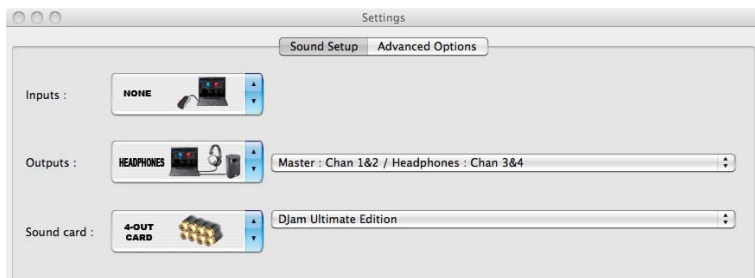 Settings
Sound Setup Advanced Options
Inputs : NONE
Outputs : HEADPHONES Master : Chan 1&2 / Headphones : Chan 3&4
Sound card : 4-OUT CARD DJam Ultimate Edition